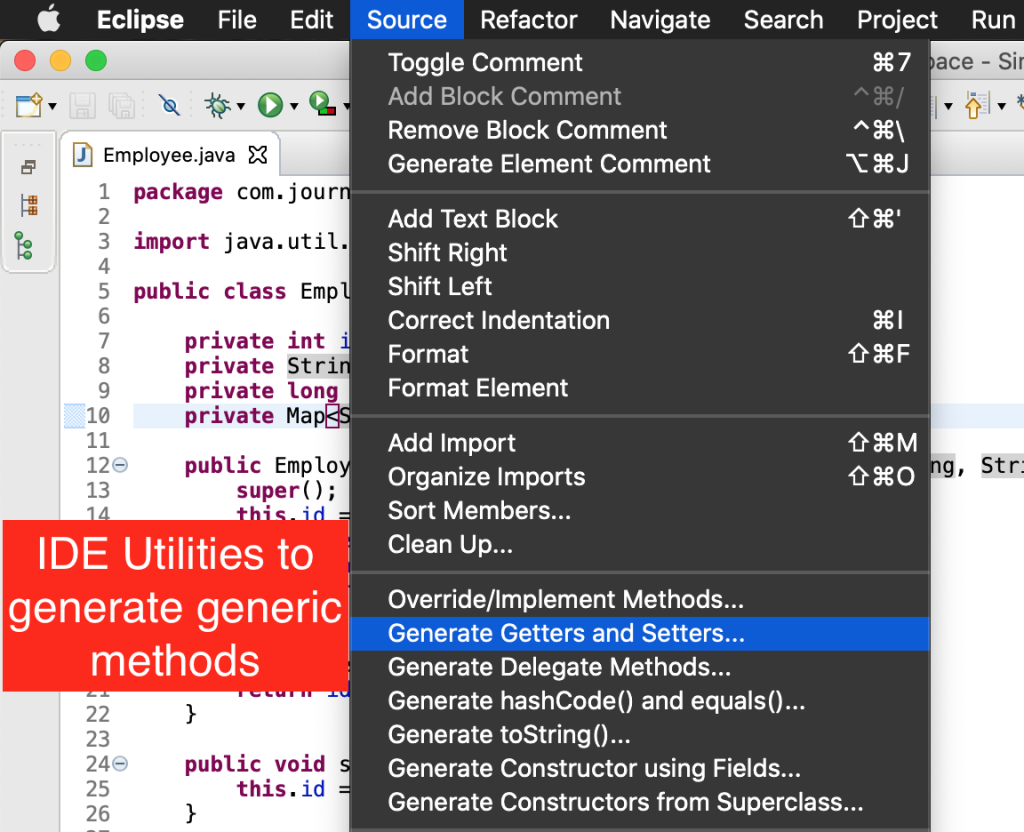 Eclipse File Edit Source Refactor Navigate Search Project Run
Toggle Comment ⌘7
Add Block Comment ^⌘/
Remove Block Comment ^⌘\
Generate Element Comment ⌥⌘J
Add Text Block ⇧⌘'
Shift Right
Shift Left
Correct Indentation ⌘I
Format ⇧⌘F
Format Element
Add Import ⇧⌘M
Organize Imports ⇧⌘O
Sort Members...
Clean Up...
Override/Implement Methods...
Generate Getters and Setters...
Generate Delegate Methods...
Generate hashCode() and equals()...
Generate toString()...
Generate Constructor using Fields...
Generate Constructors from Superclass...
pace - Sin
Employee.java
1 package com.journ
2
3 import java.util.
4
5 public class Empl
6
7 private int i
8 private Strin
9 private long
10 private Map<S
11
12 public Employ ng, Stri
13 super();
14 this.id =
IDE Utilities to
generate generic
methods
21 return id
22 }
23
24 public void s
25 this.id =
26 }